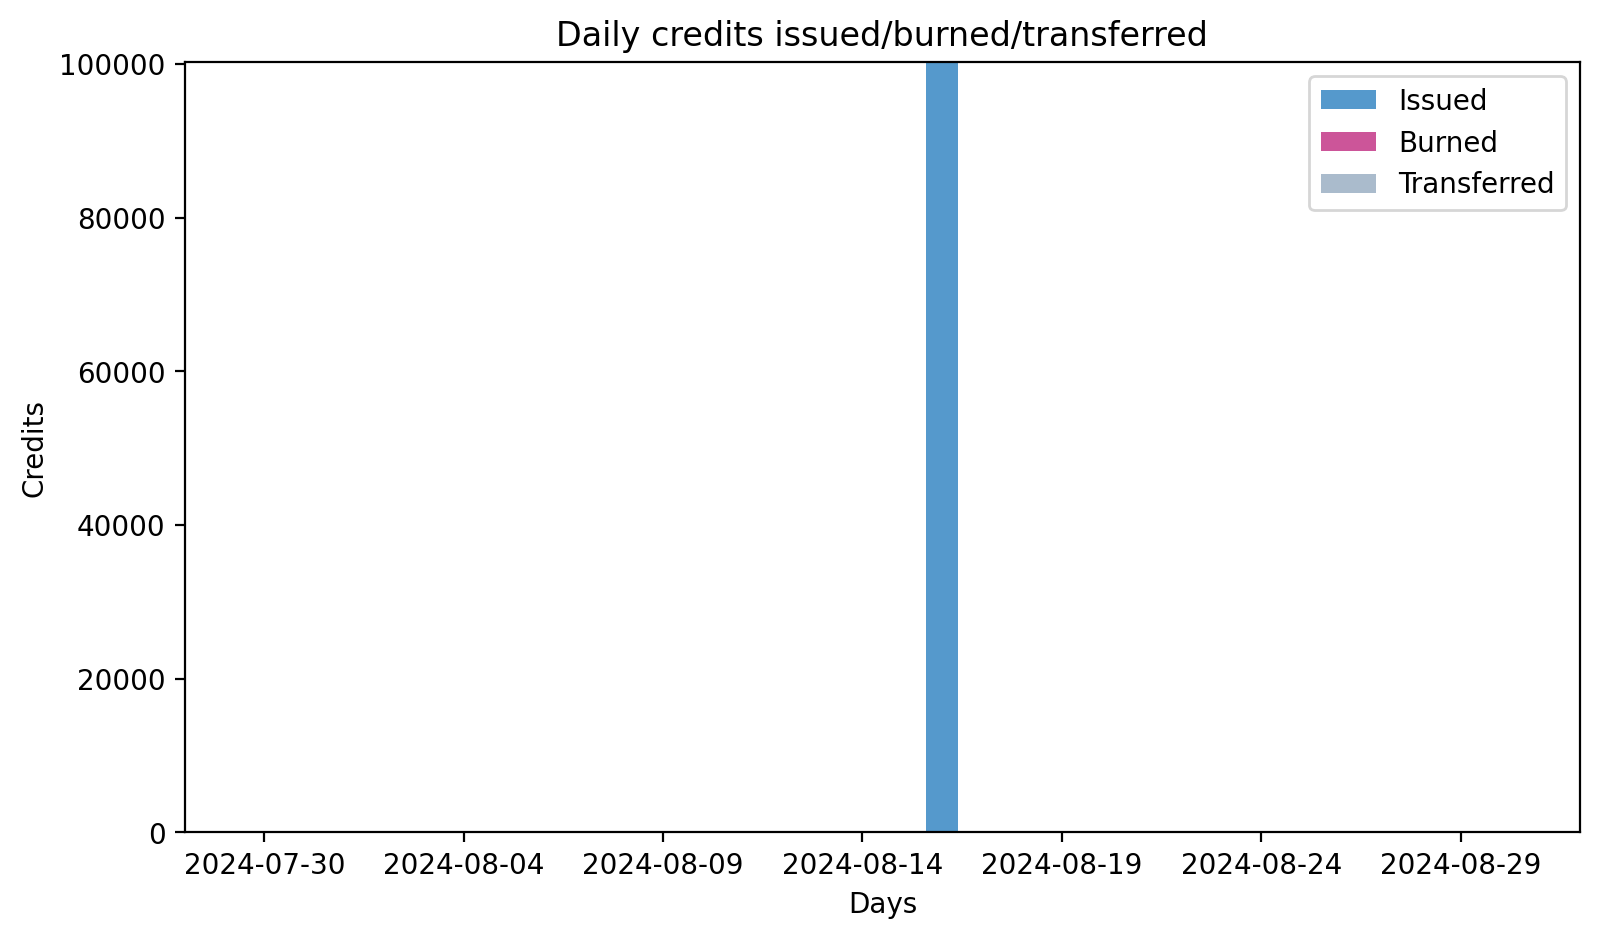 Daily credits issued/burned/transferred
100000
80000
60000
40000
20000
0
Credits
Issued
Burned
Transferred
2024-07-30 2024-08-04 2024-08-09 2024-08-14 2024-08-19 2024-08-24 2024-08-29
Days